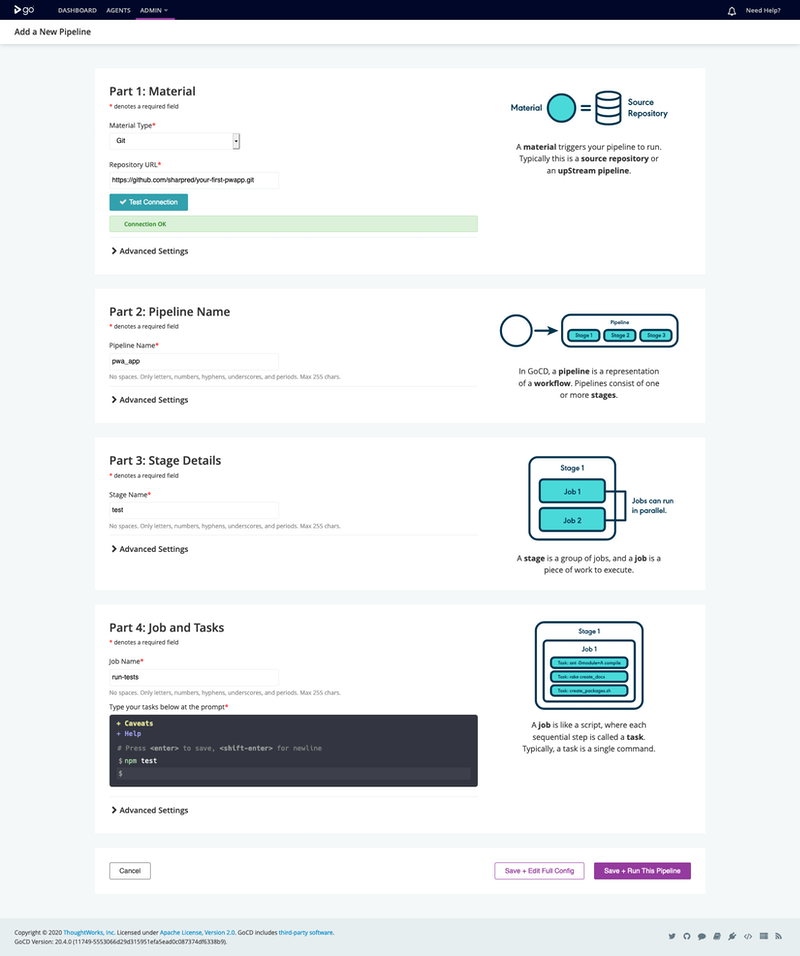 go
DASHBOARD AGENTS ADMIN
Need Help?
Add a New Pipeline
Part 1: Material
* denotes a required field
Material Type*
Git
Repository URL*
https://github.com/sharpred/your-first-pwapp.git
Test Connection
Connection OK
Advanced Settings
Material = Source
Repository
A material triggers your pipeline to run.
Typically this is a source repository or
an upStream pipeline.
Part 2: Pipeline Name
* denotes a required field
Pipeline Name*
pwa_app
No spaces. Only letters, numbers, hyphens, underscores, and periods. Max 255 chars.
Advanced Settings
Pipeline
Stage 1 Stage 2 Stage 3
In GoCD, a pipeline is a representation
of a workflow. Pipelines consist of one
or more stages.
Part 3: Stage Details
* denotes a required field
Stage Name*
test
No spaces. Only letters, numbers, hyphens, underscores, and periods. Max 255 chars.
Advanced Settings
Stage 1
Job 1
Job 2
Jobs can run
in parallel.
A stage is a group of jobs, and a job is a
piece of work to execute.
Part 4: Job and Tasks
* denotes a required field
Job Name*
run-tests
No spaces. Only letters, numbers, hyphens, underscores, and periods. Max 255 chars.
Type your tasks below at the prompt*
+ Caveats
+ Help
# Press <enter> to save, <shift-enter> for newline
$ npm test
$
Advanced Settings
Stage 1
Job 1
Task: ant -Dmodule=A compile
Task: rake create_docs
Task: create_packages.sh
A job is like a script, where each
sequential step is called a task.
Typically, a task is a single command.
Cancel
Save + Edit Full Config
Save + Run This Pipeline
Copyright © 2020 ThoughtWorks, Inc. Licensed under Apache License, Version 2.0. GoCD includes third-party software.
GoCD Version: 20.4.0 (11749-5553066d29d315951efa5ead0c087374df6338b9).